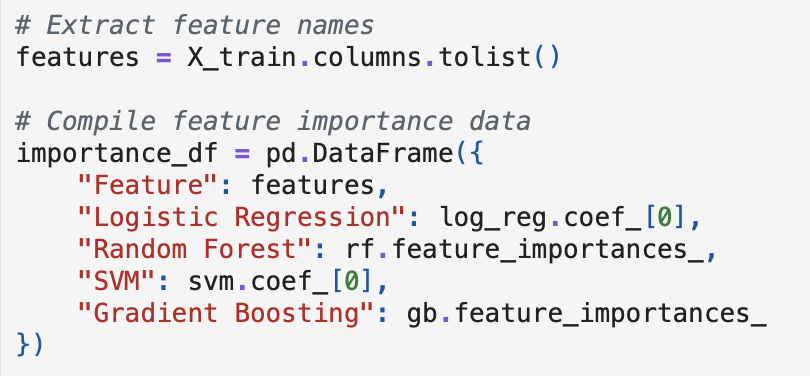 # Extract feature names
features = X_train.columns.tolist()

# Compile feature importance data
importance_df = pd.DataFrame({
    "Feature": features,
    "Logistic Regression": log_reg.coef_[0],
    "Random Forest": rf.feature_importances_,
    "SVM": svm.coef_[0],
    "Gradient Boosting": gb.feature_importances_
})